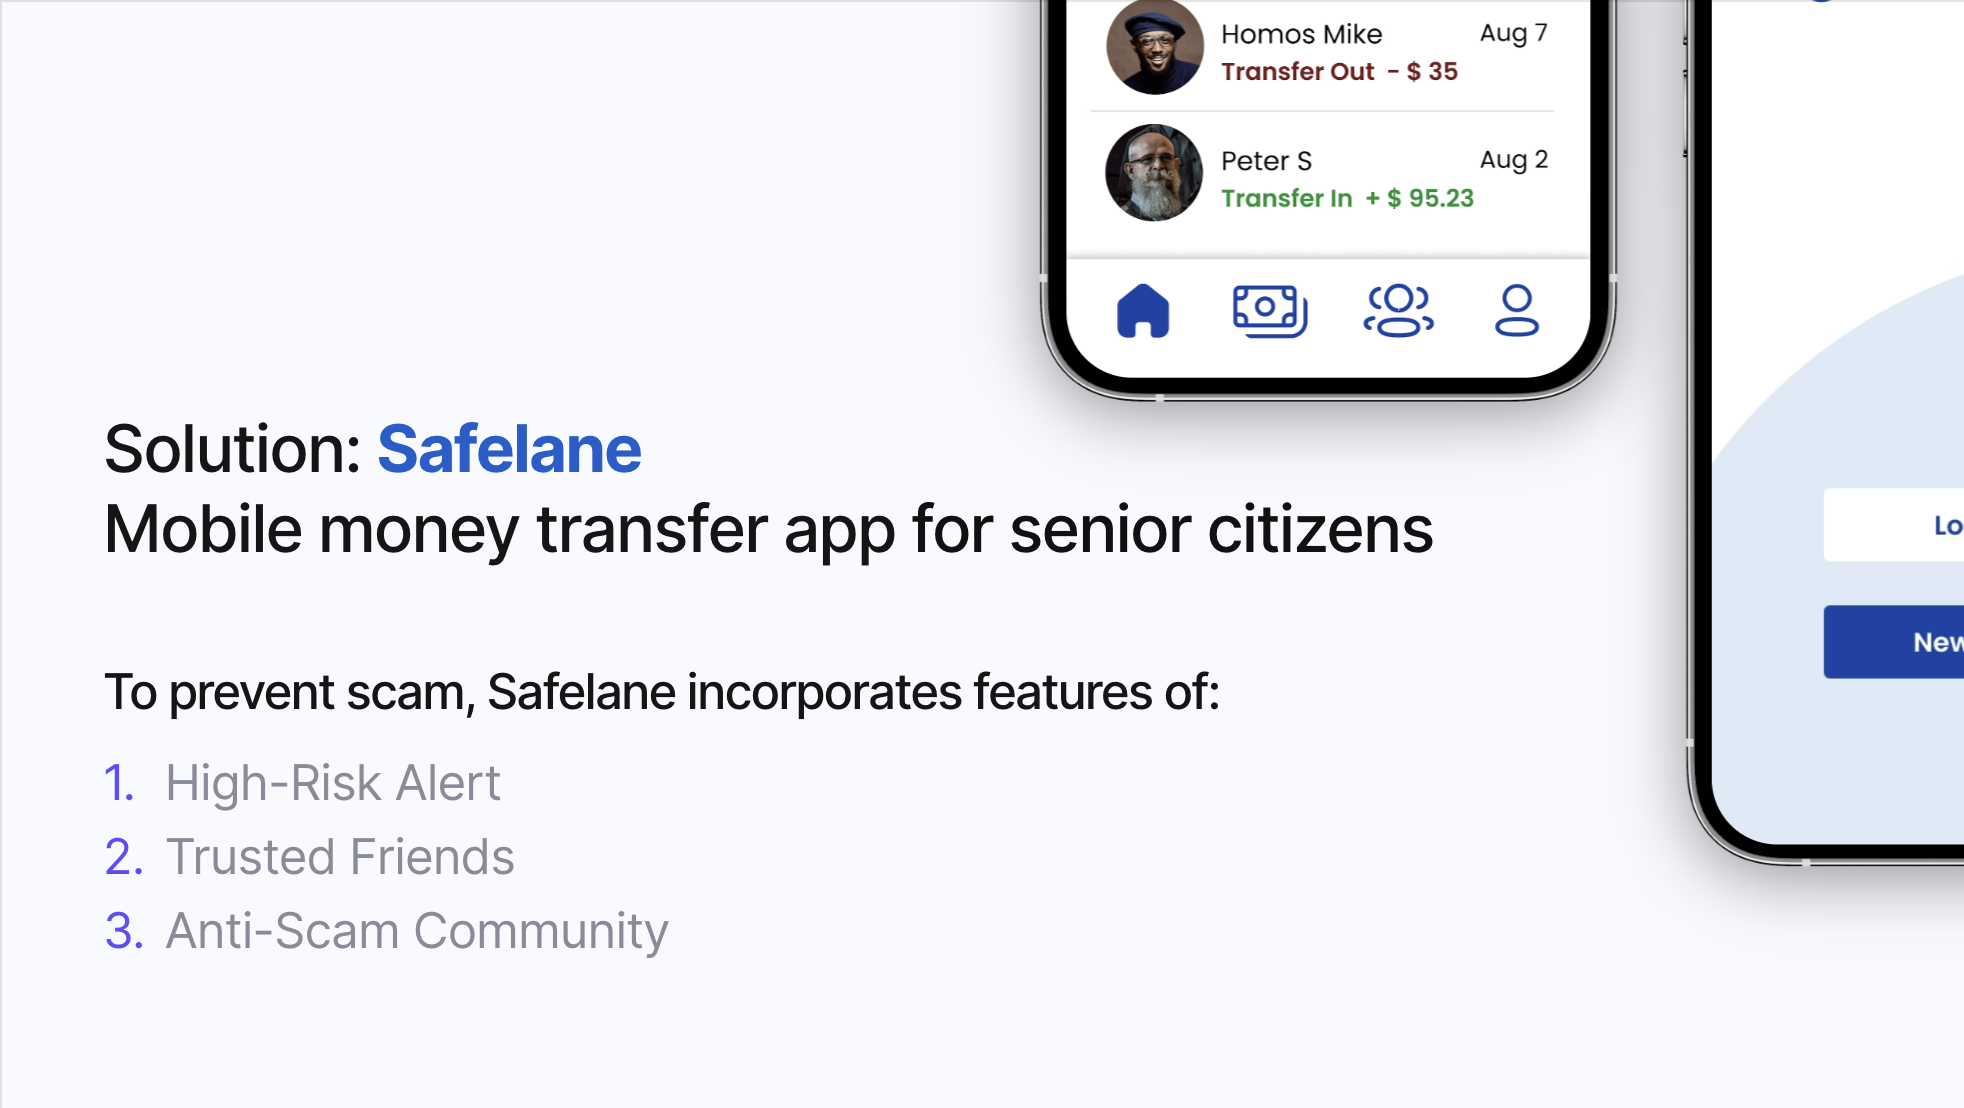 Homos Mike Aug 7
Transfer Out - $ 35
Peter S Aug 2
Transfer In + $ 95.23
Solution: Safelane
Mobile money transfer app for senior citizens
Lo
New
To prevent scam, Safelane incorporates features of:
1. High-Risk Alert
2. Trusted Friends
3. Anti-Scam Community